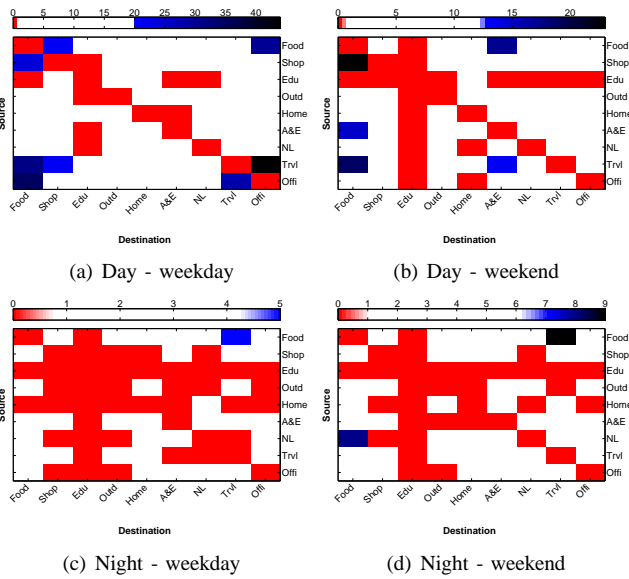 0 5 10 15 20 25 30 35 40
0 5 10 15 20
Food
Shop
Edu
Outd
Home
A&E
NL
Trvl
Offi
Source
Food Shop Edu Outd Home A&E NL Trvl Offi
Destination
(a) Day - weekday
Food
Shop
Edu
Outd
Home
A&E
NL
Trvl
Offi
Source
Food Shop Edu Outd Home A&E NL Trvl Offi
Destination
(b) Day - weekend
0 1 2 3 4 5
0 1 2 3 4 5 6 7 8 9
Food
Shop
Edu
Outd
Home
A&E
NL
Trvl
Offi
Source
Food Shop Edu Outd Home A&E NL Trvl Offi
Destination
(c) Night - weekday
Food
Shop
Edu
Outd
Home
A&E
NL
Trvl
Offi
Source
Food Shop Edu Outd Home A&E NL Trvl Offi
Destination
(d) Night - weekend